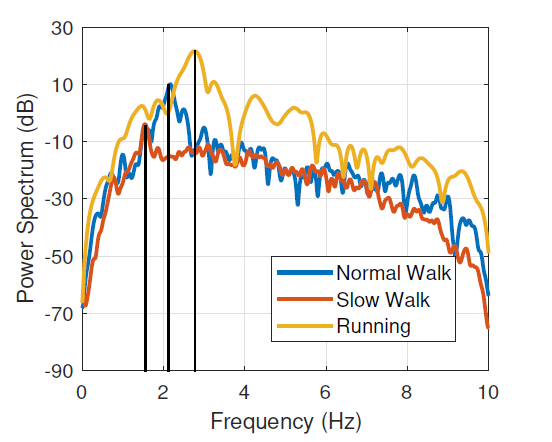 30
10
-10
-30
-50
-70
-90
Power Spectrum (dB)
Normal Walk
Slow Walk
Running
0 2 4 6 8 10
Frequency (Hz)